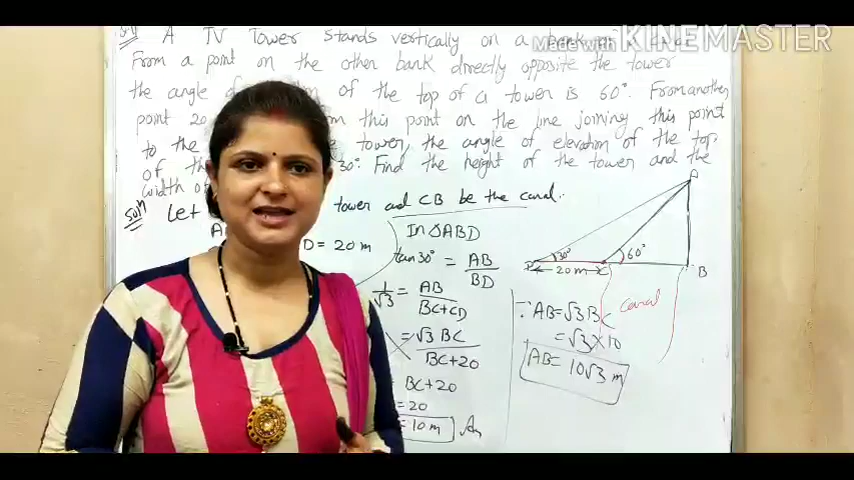 Made with KINEMASTER
A TV Tower stands vertically on a bank
From a point on the other bank directly opposite the tower
the angle of the top of a tower is 60°. From another
point 20 this point on the line joining this point
to the tower, the angle of elevation of the top
of 30°. Find the height of the tower and the
width of
Soln Let tower and CB be the canal.
D = 20 m
In △ABD
tan30° = AB/BD
1/√3 = AB/BC+CD
= √3 BC/BC+20
BC+20
= 20
= 10 m Ans
A
30°
60°
D
20 m
C
B
canal
∵ AB=√3BC
= √3×10
AB= 10√3 m